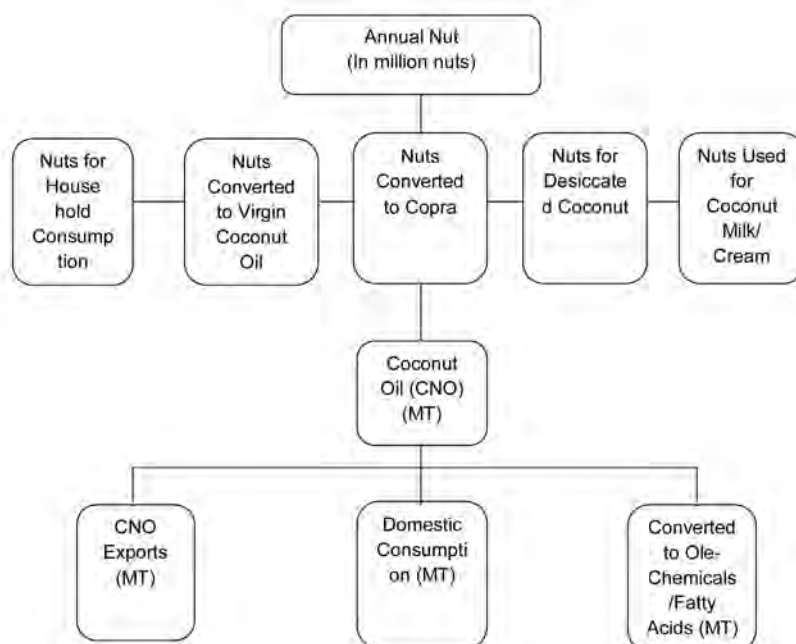 Annual Nut
(In million nuts)
Nuts for
House
hold
Consump
tion
Nuts
Converted
to Virgin
Coconut
Oil
Nuts
Converted
to Copra
Nuts for
Desiccate
d Coconut
Nuts Used
for
Coconut
Milk/
Cream
Coconut
Oil (CNO)
(MT)
CNO
Exports
(MT)
Domestic
Consumpti
on (MT)
Converted
to Ole-
Chemicals
/Fatty
Acids (MT)